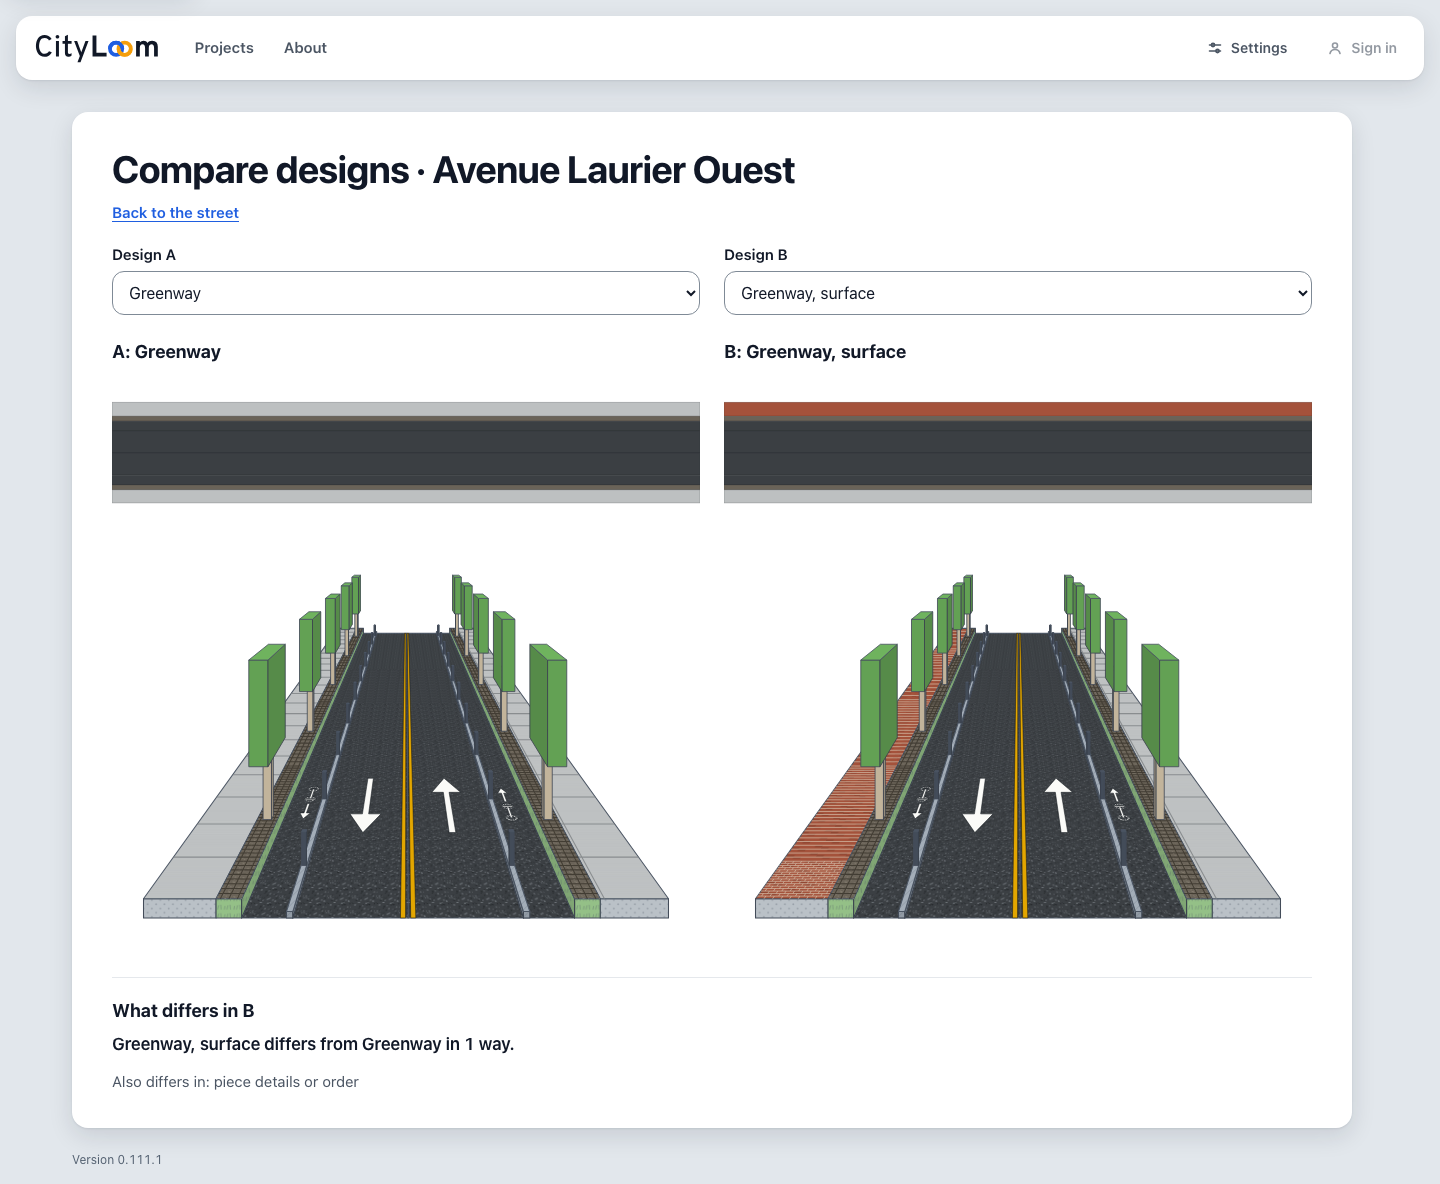 CityLoom
Projects
About
Settings
Sign in
Compare designs · Avenue Laurier Ouest
Back to the street
Design A
Greenway
Design B
Greenway, surface
A: Greenway
B: Greenway, surface
What differs in B
Greenway, surface differs from Greenway in 1 way.
Also differs in: piece details or order
Version 0.111.1